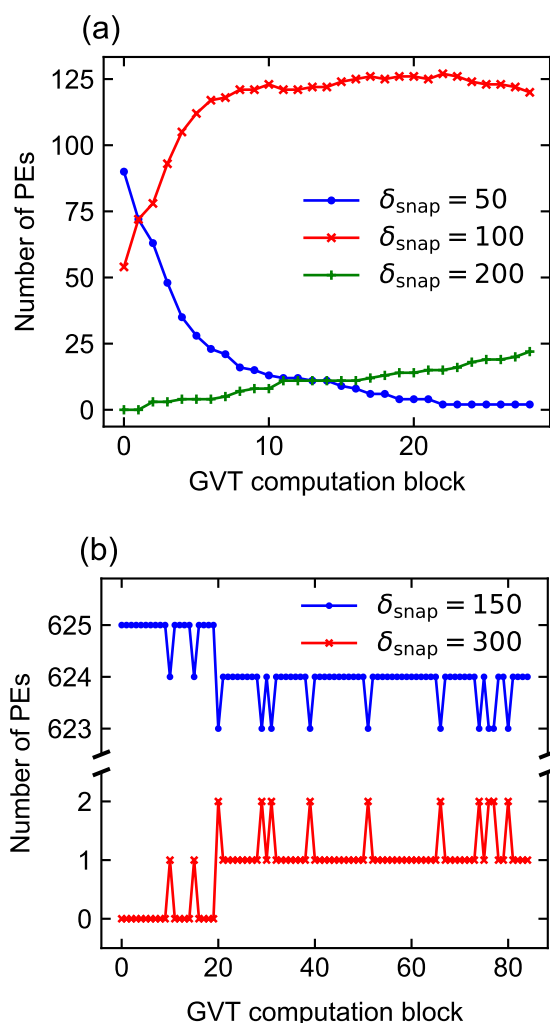 (a)
125
100
75
50
25
0
Number of PEs
δsnap = 50
δsnap = 100
δsnap = 200
0 10 20
GVT computation block
(b)
625
624
623
2
1
0
Number of PEs
δsnap = 150
δsnap = 300
0 20 40 60 80
GVT computation block